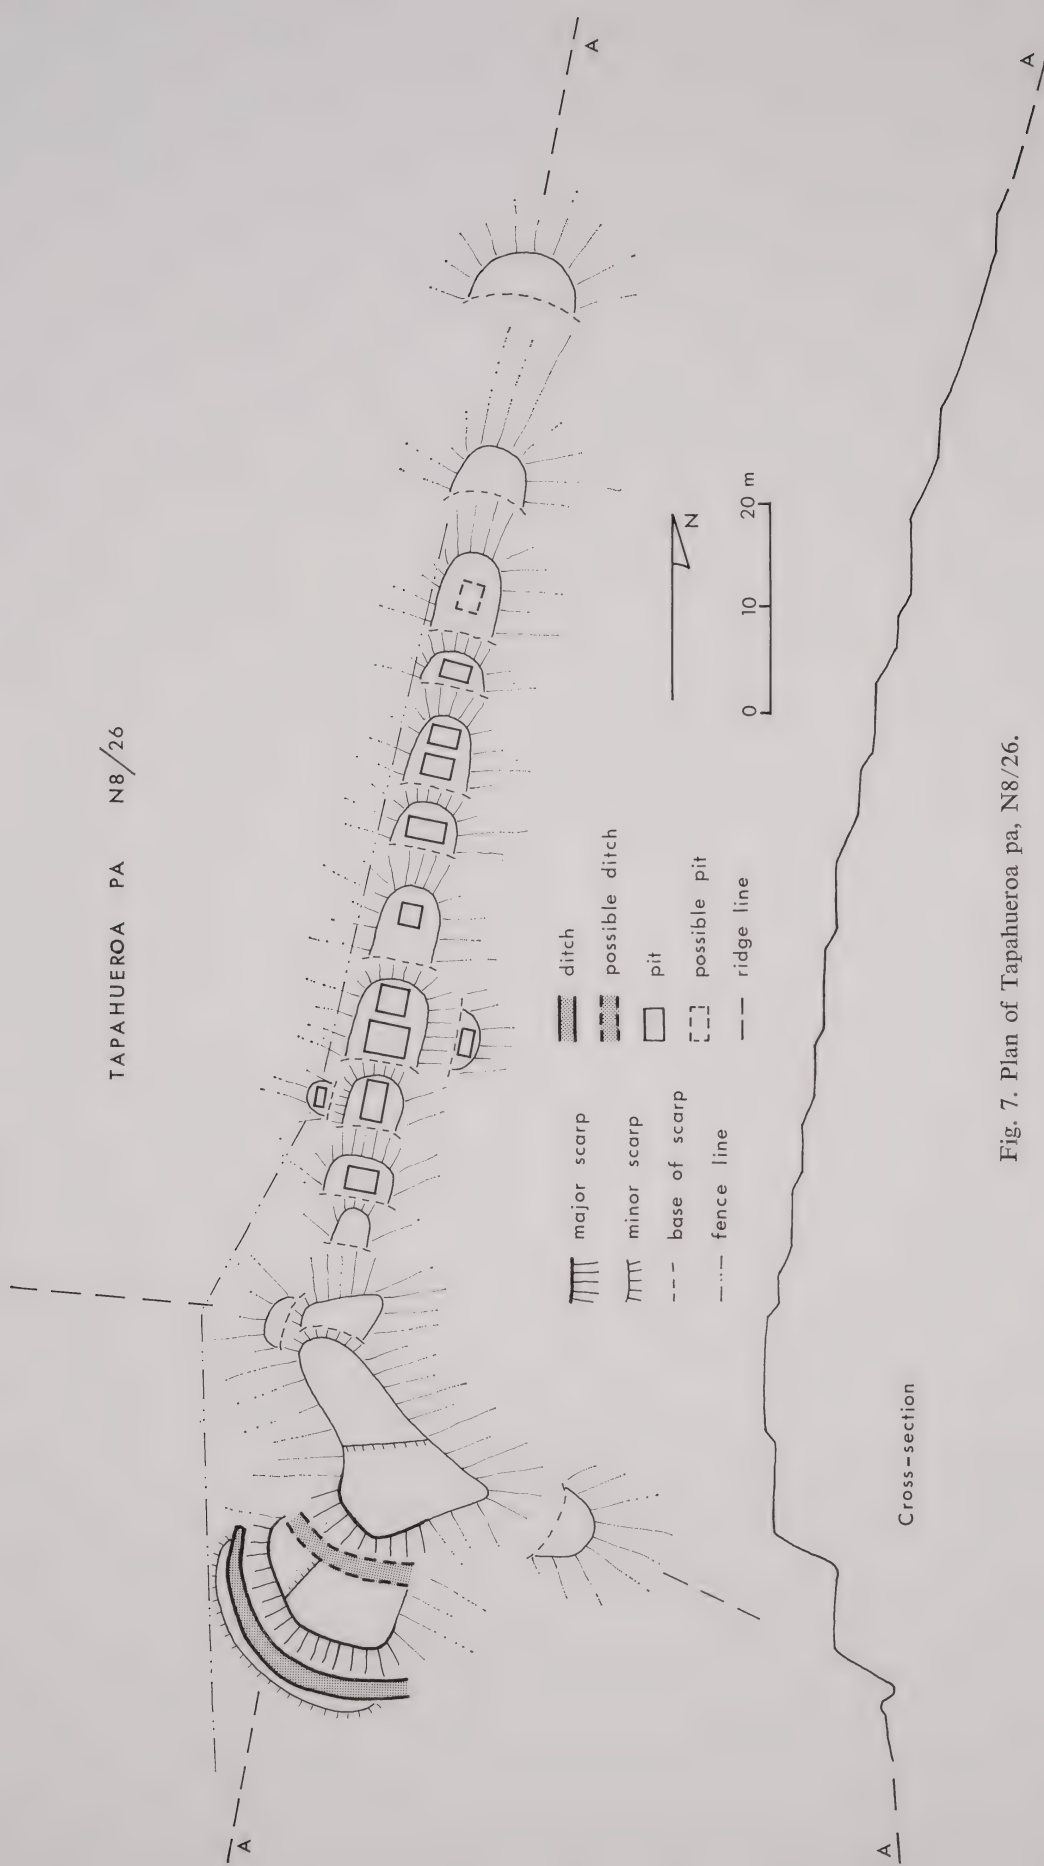 TAPAHUEROA PA N8/26
A
A
N
0 10 20 m
major scarp
minor scarp
base of scarp
fence line
ditch
possible ditch
pit
possible pit
ridge line
Cross-section
A
A
Fig. 7. Plan of Tapahueroa pa, N8/26.